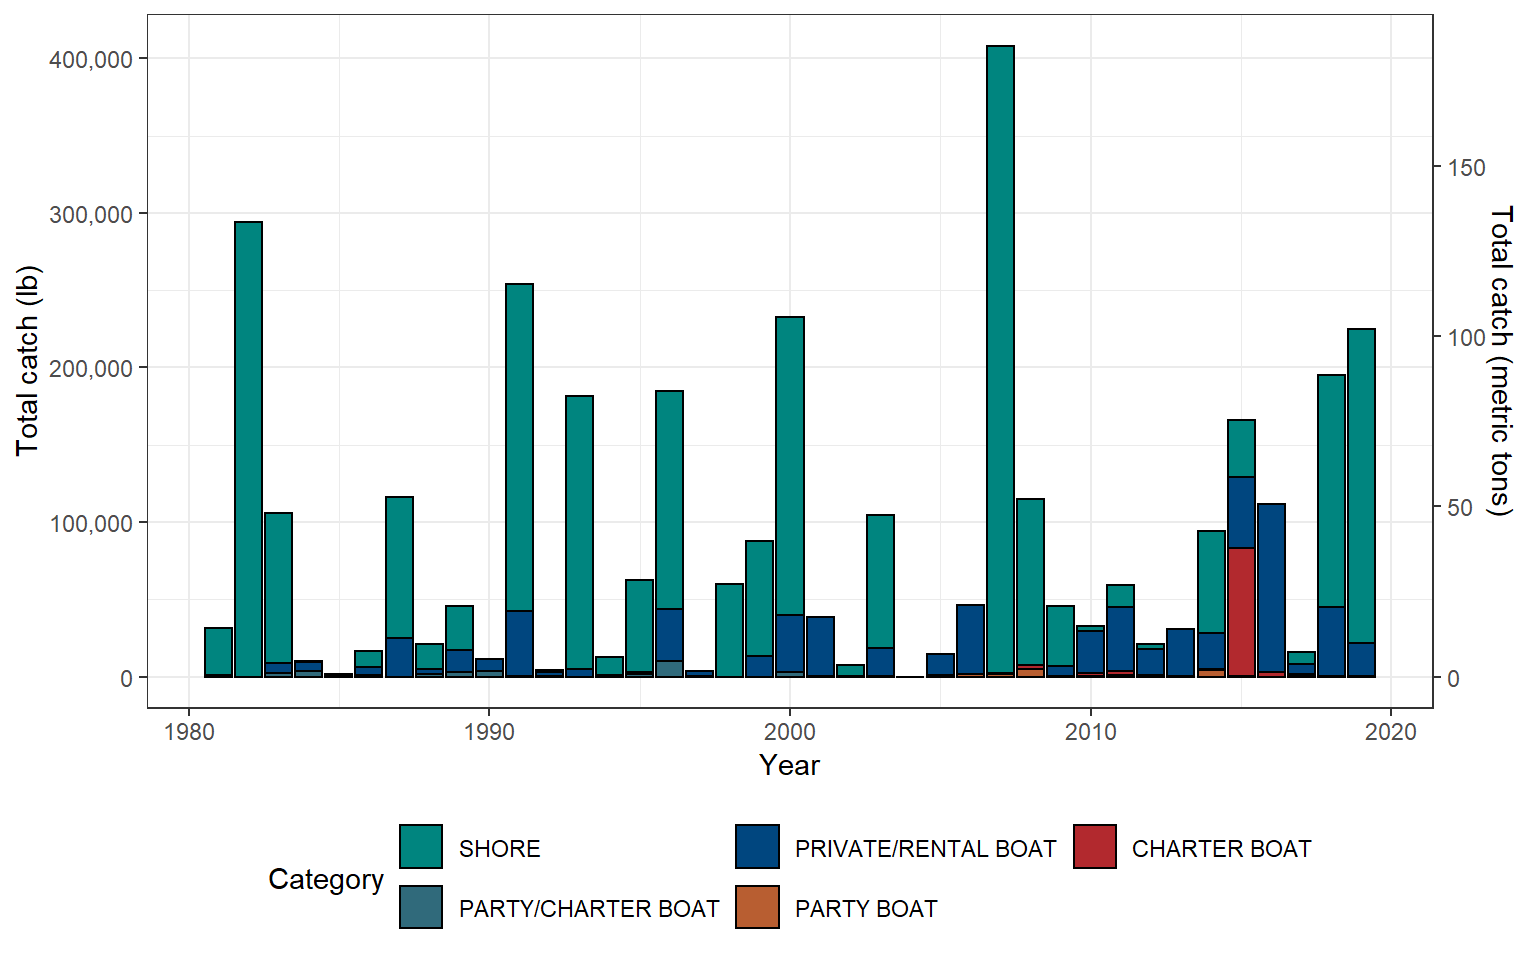 Total catch (lb)
400,000
300,000
200,000
100,000
0
150
100
50
0
Total catch (metric tons)
1980
1990
2000
2010
2020
Year
Category
SHORE
PRIVATE/RENTAL BOAT
CHARTER BOAT
PARTY/CHARTER BOAT
PARTY BOAT